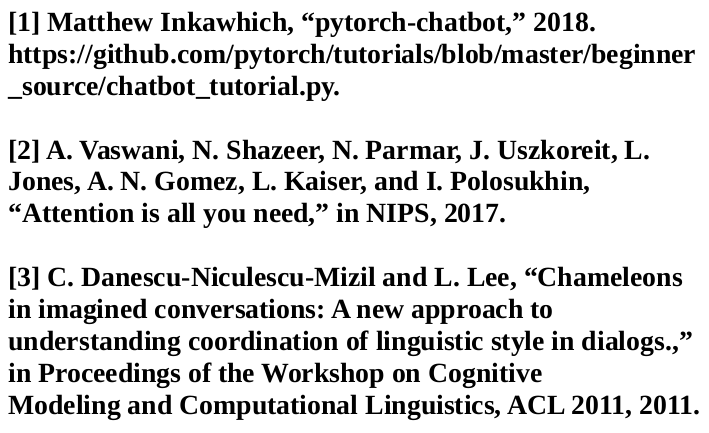 [1] Matthew Inkawhich, “pytorch-chatbot,” 2018.
https://github.com/pytorch/tutorials/blob/master/beginner
_source/chatbot_tutorial.py.
[2] A. Vaswani, N. Shazeer, N. Parmar, J. Uszkoreit, L.
Jones, A. N. Gomez, L. Kaiser, and I. Polosukhin,
“Attention is all you need,” in NIPS, 2017.
[3] C. Danescu-Niculescu-Mizil and L. Lee, “Chameleons
in imagined conversations: A new approach to
understanding coordination of linguistic style in dialogs.,”
in Proceedings of the Workshop on Cognitive
Modeling and Computational Linguistics, ACL 2011, 2011.